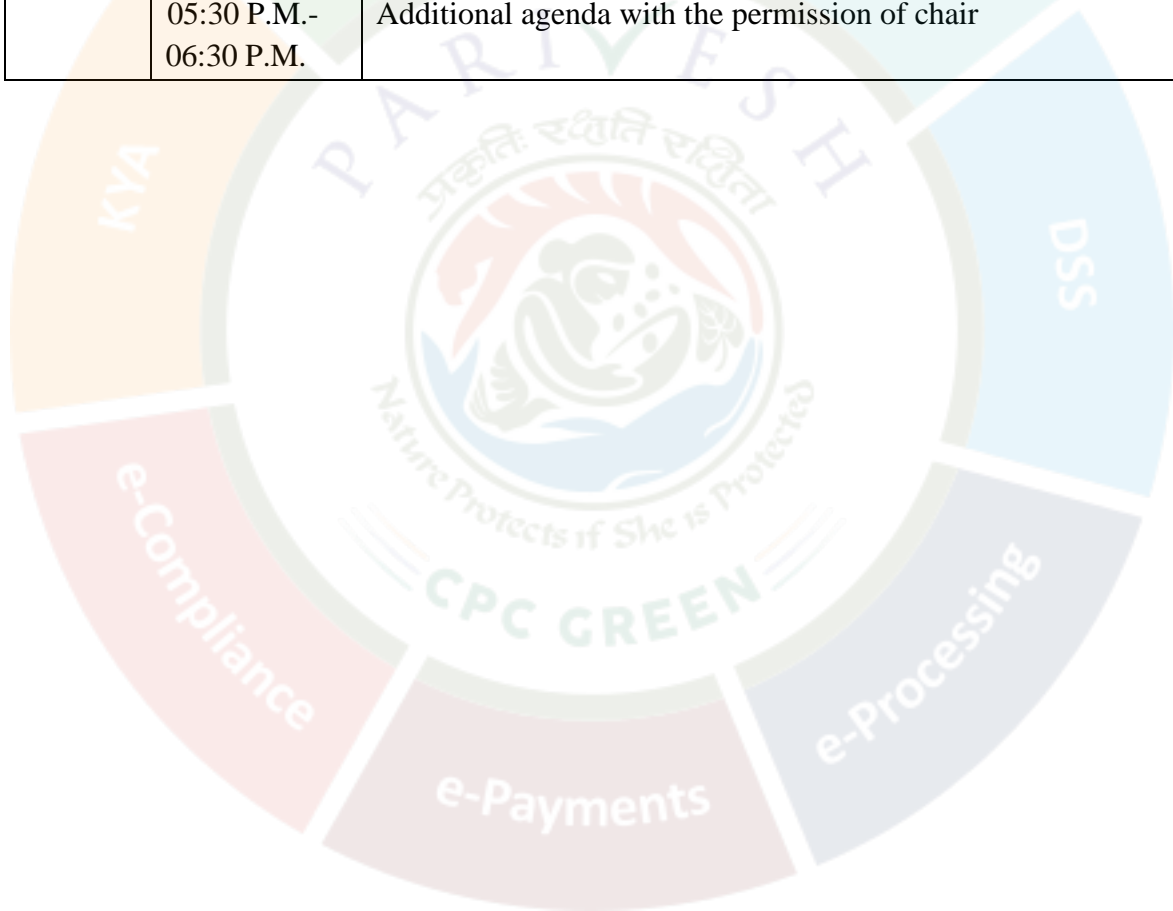 05:30 P.M.- Additional agenda with the permission of chair
06:30 P.M.
PARIVESH
प्रकृतिः रक्षति रक्षिता
KYA
DSS
Nature Protects if She is Protected
e-Compliance
CPC GREEN
e-Processing
e-Payments